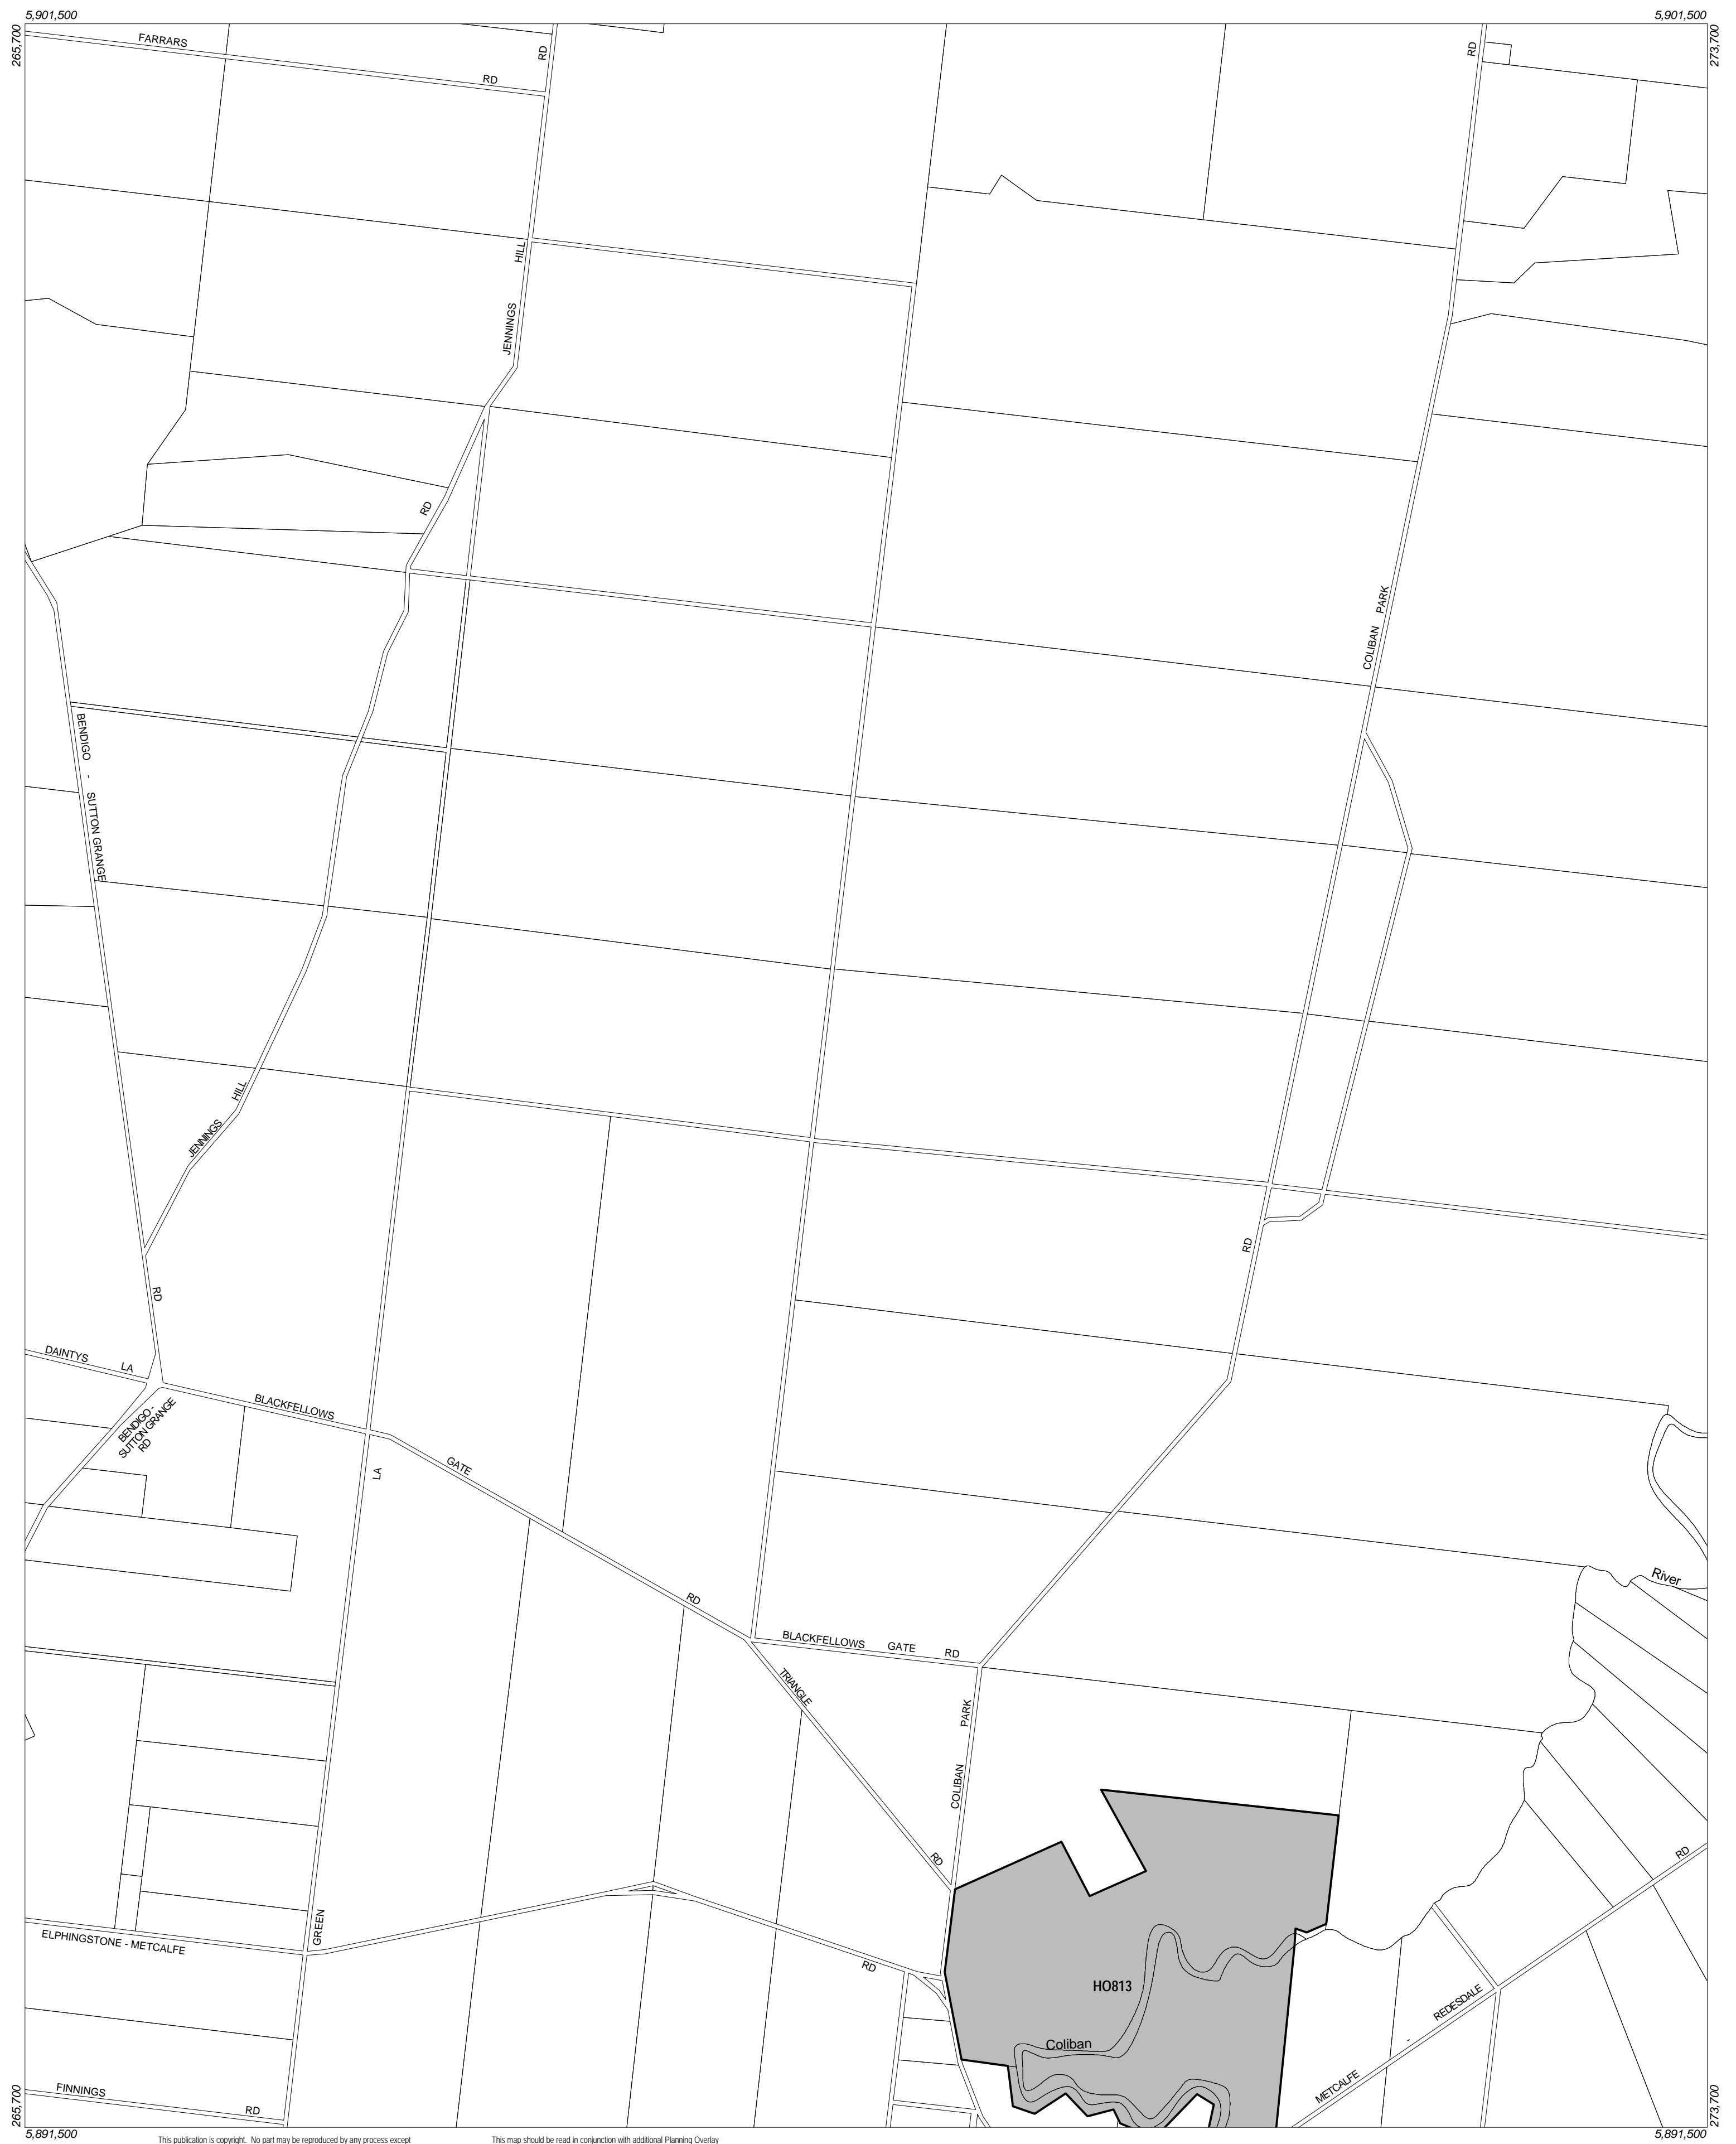 5,901,500
5,901,500
265,700
273,700
FARRARS
RD
RD
RD
HILL
JENNINGS
RD
COLIBAN PARK
BENDIGO - SUTTON GRANGE
HILL
JENNINGS
RD
RD
DAINTYS LA
BLACKFELLOWS
BENDIGO -
SUTTON GRANGE
RD
GATE
LA
RD
River
BLACKFELLOWS GATE RD
TRIANGLE
PARK
COLIBAN
RD
RD
GREEN
ELPHINGSTONE - METCALFE
RD
HO813
REDESDALE
-
METCALFE
Coliban
FINNINGS
RD
265,700
273,700
5,891,500
5,891,500
This publication is copyright. No part may be reproduced by any process except
This map should be read in conjunction with additional Planning Overlay